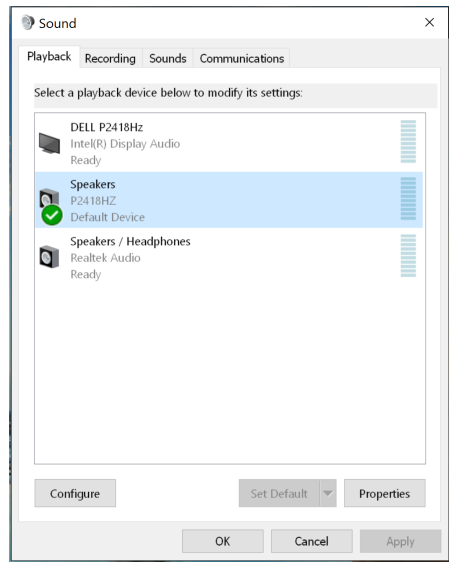 Sound
Playback Recording Sounds Communications
Select a playback device below to modify its settings:
DELL P2418Hz
Intel(R) Display Audio
Ready
Speakers
P2418HZ
Default Device
Speakers / Headphones
Realtek Audio
Ready
Configure Set Default Properties
OK Cancel Apply